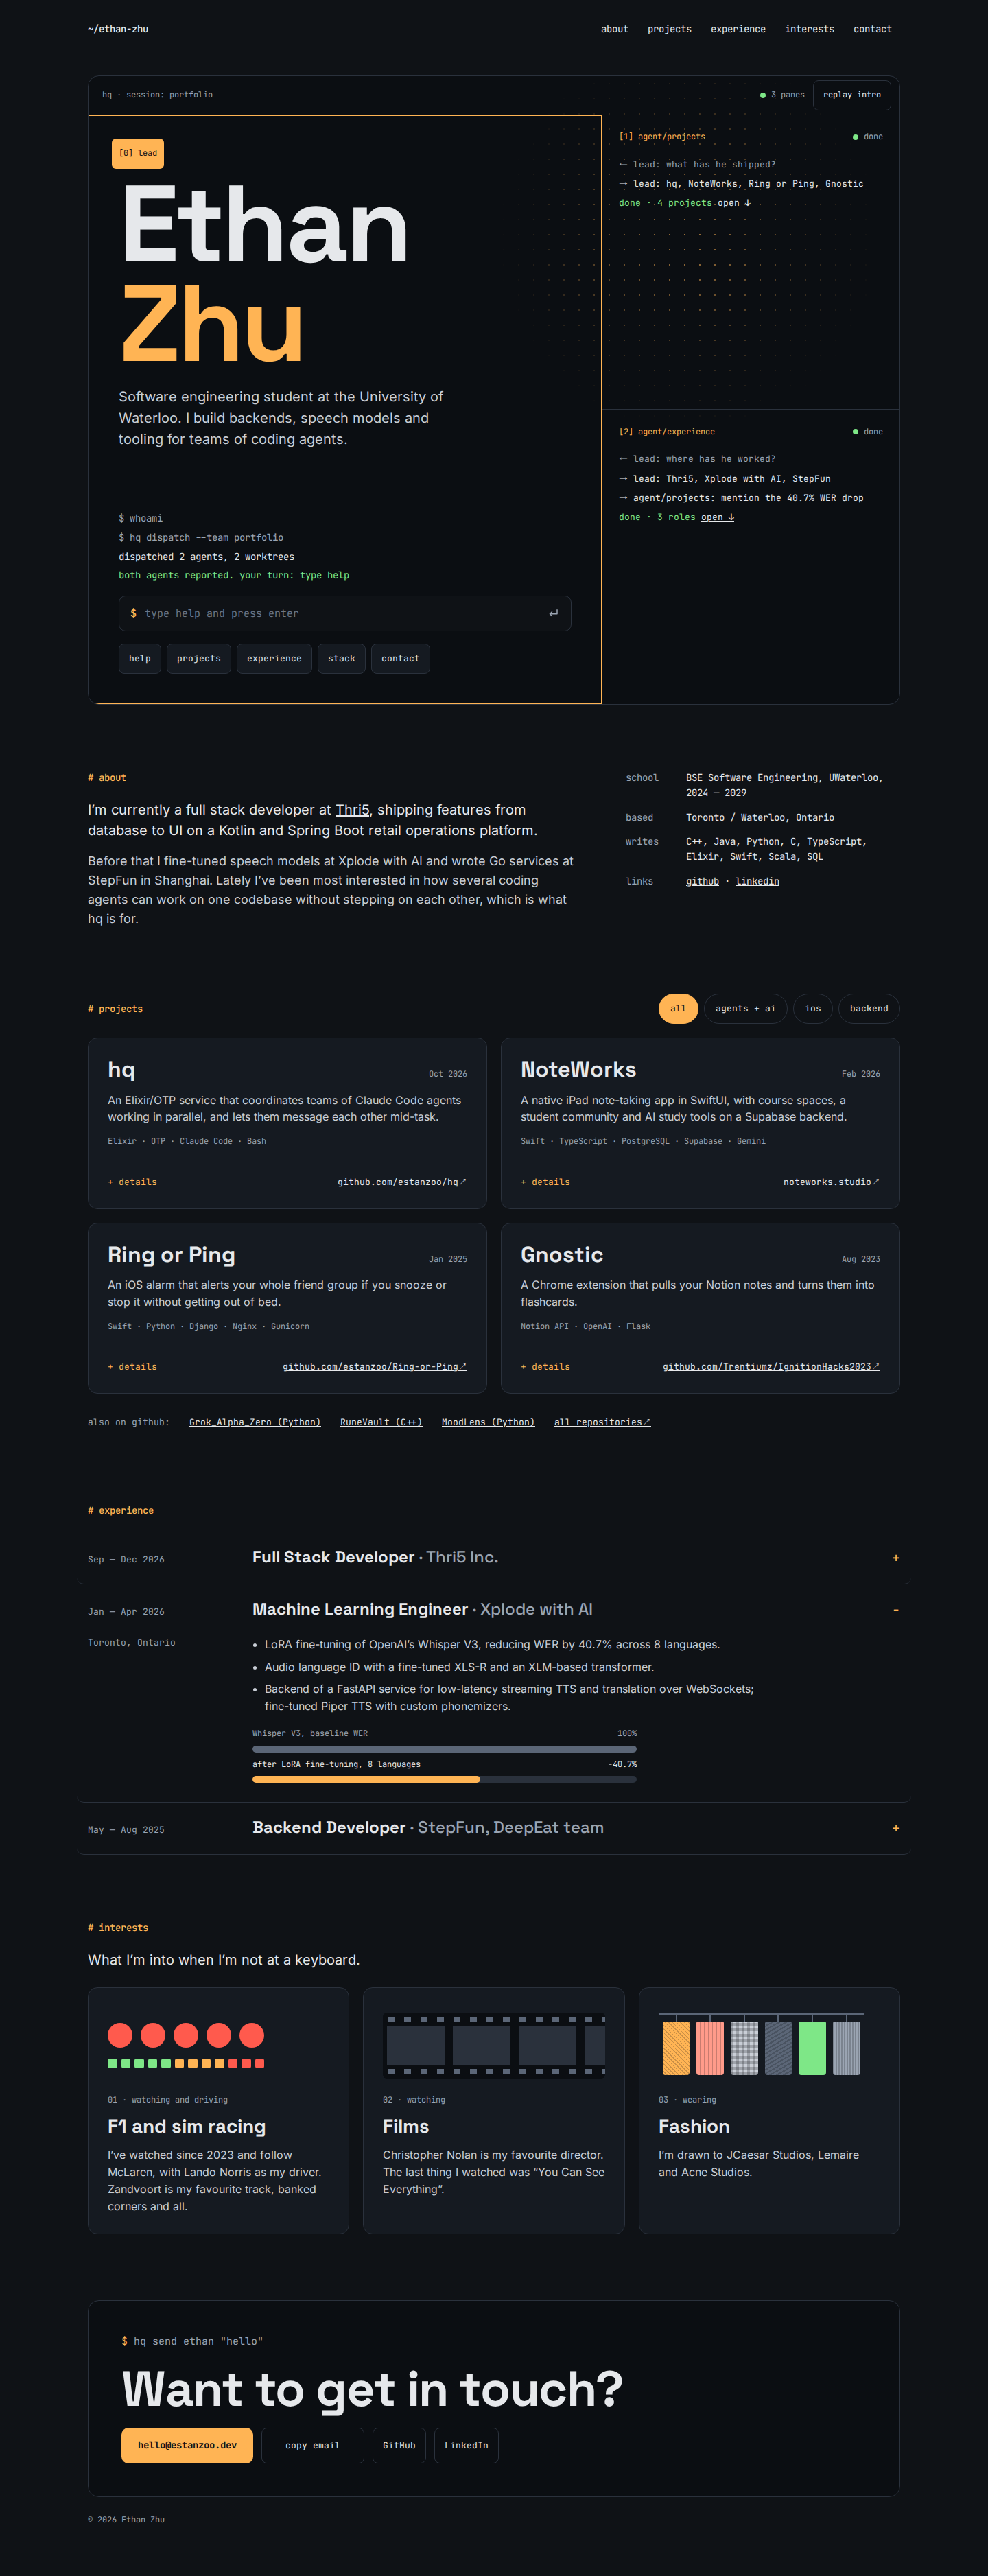 ~/ethan-zhu
about projects experience interests contact
hq · session: portfolio
3 panes replay intro
[0] lead
Ethan
Zhu
Software engineering student at the University of
Waterloo. I build backends, speech models and
tooling for teams of coding agents.
$ whoami
$ hq dispatch --team portfolio
dispatched 2 agents, 2 worktrees
both agents reported. your turn: type help
$ type help and press enter ↵
help projects experience stack contact
[1] agent/projects done
← lead: what has he shipped?
→ lead: hq, NoteWorks, Ring or Ping, Gnostic
done · 4 projects open ↓
[2] agent/experience done
← lead: where has he worked?
→ lead: Thri5, Xplode with AI, StepFun
→ agent/projects: mention the 40.7% WER drop
done · 3 roles open ↓
# about
I’m currently a full stack developer at Thri5, shipping features from
database to UI on a Kotlin and Spring Boot retail operations platform.
Before that I fine-tuned speech models at Xplode with AI and wrote Go services at
StepFun in Shanghai. Lately I’ve been most interested in how several coding
agents can work on one codebase without stepping on each other, which is what
hq is for.
school BSE Software Engineering, UWaterloo,
2024 — 2029
based Toronto / Waterloo, Ontario
writes C++, Java, Python, C, TypeScript,
Elixir, Swift, Scala, SQL
links github · linkedin
# projects
all agents + ai ios backend
hq Oct 2026
An Elixir/OTP service that coordinates teams of Claude Code agents
working in parallel, and lets them message each other mid-task.
Elixir · OTP · Claude Code · Bash
+ details github.com/estanzoo/hq↗
NoteWorks Feb 2026
A native iPad note-taking app in SwiftUI, with course spaces, a
student community and AI study tools on a Supabase backend.
Swift · TypeScript · PostgreSQL · Supabase · Gemini
+ details noteworks.studio↗
Ring or Ping Jan 2025
An iOS alarm that alerts your whole friend group if you snooze or
stop it without getting out of bed.
Swift · Python · Django · Nginx · Gunicorn
+ details github.com/estanzoo/Ring-or-Ping↗
Gnostic Aug 2023
A Chrome extension that pulls your Notion notes and turns them into
flashcards.
Notion API · OpenAI · Flask
+ details github.com/Trentiumz/IgnitionHacks2023↗
also on github: Grok_Alpha_Zero (Python) RuneVault (C++) MoodLens (Python) all repositories↗
# experience
Sep — Dec 2026 Full Stack Developer · Thri5 Inc. +
Jan — Apr 2026 Machine Learning Engineer · Xplode with AI -
Toronto, Ontario
• LoRA fine-tuning of OpenAI’s Whisper V3, reducing WER by 40.7% across 8 languages.
• Audio language ID with a fine-tuned XLS-R and an XLM-based transformer.
• Backend of a FastAPI service for low-latency streaming TTS and translation over WebSockets;
fine-tuned Piper TTS with custom phonemizers.
Whisper V3, baseline WER 100%
after LoRA fine-tuning, 8 languages -40.7%
May — Aug 2025 Backend Developer · StepFun, DeepEat team +
# interests
What I’m into when I’m not at a keyboard.
01 · watching and driving
F1 and sim racing
I’ve watched since 2023 and follow
McLaren, with Lando Norris as my driver.
Zandvoort is my favourite track, banked
corners and all.
02 · watching
Films
Christopher Nolan is my favourite director.
The last thing I watched was “You Can See
Everything”.
03 · wearing
Fashion
I’m drawn to JCaesar Studios, Lemaire
and Acne Studios.
$ hq send ethan "hello"
Want to get in touch?
hello@estanzoo.dev copy email GitHub LinkedIn
© 2026 Ethan Zhu